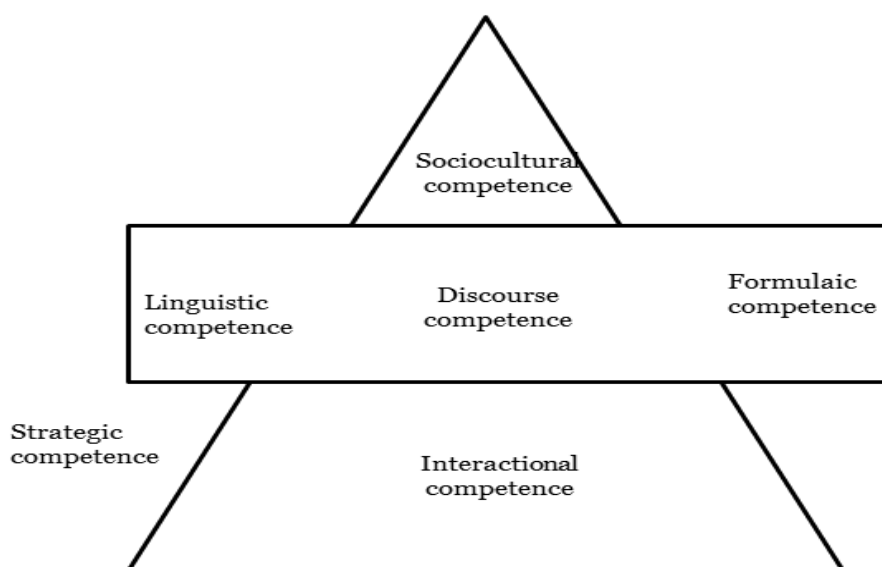 Sociocultural
competence
Linguistic
competence
Discourse
competence
Formulaic
competence
Strategic
competence
Interactional
competence